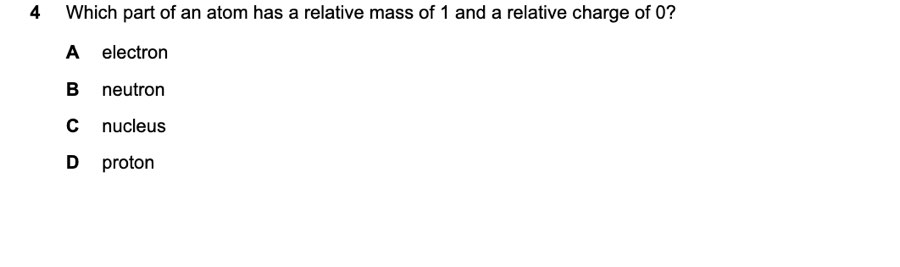 4 Which part of an atom has a relative mass of 1 and a relative charge of 0?
A electron
B neutron
C nucleus
D proton